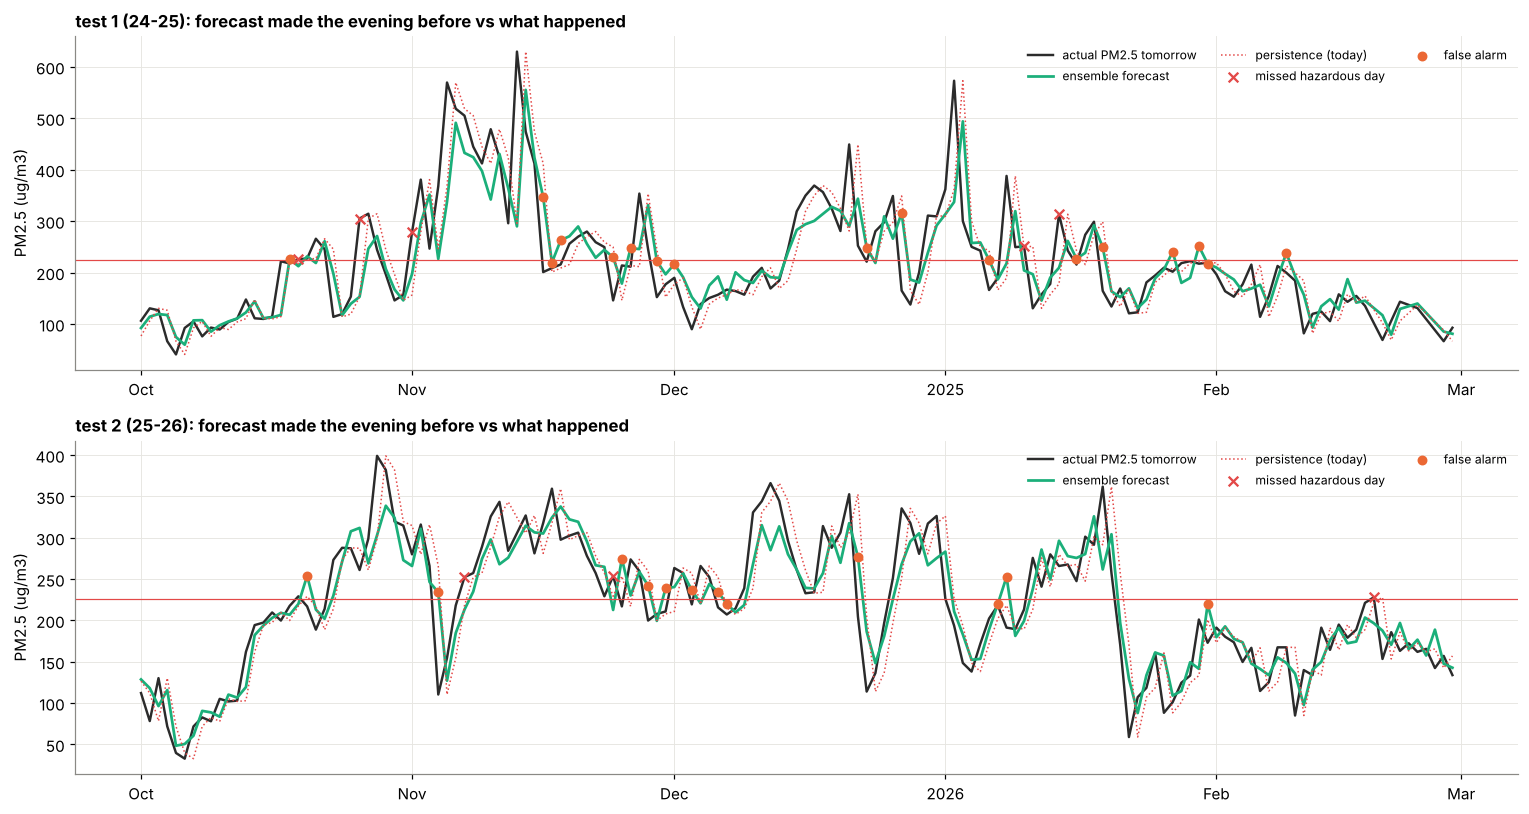 test 1 (24-25): forecast made the evening before vs what happened
actual PM2.5 tomorrow persistence (today) false alarm
ensemble forecast missed hazardous day
PM2.5 (ug/m3)
600
500
400
300
200
100
Oct Nov Dec 2025 Feb Mar
test 2 (25-26): forecast made the evening before vs what happened
actual PM2.5 tomorrow persistence (today) false alarm
ensemble forecast missed hazardous day
PM2.5 (ug/m3)
400
350
300
250
200
150
100
50
Oct Nov Dec 2026 Feb Mar